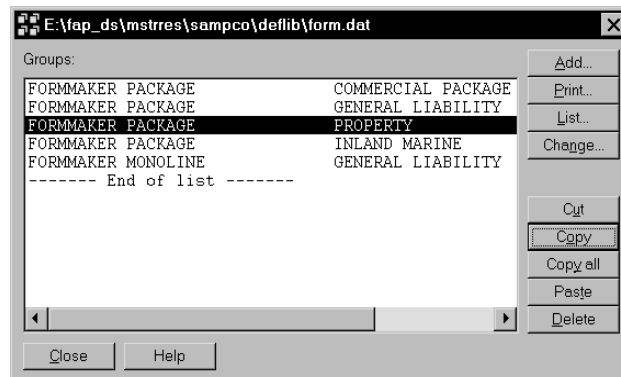 E:\fap_ds\mstrres\sampco\deflib\form.dat
Groups:
FORMMAKER PACKAGE COMMERCIAL PACKAGE
FORMMAKER PACKAGE GENERAL LIABILITY
FORMMAKER PACKAGE PROPERTY
FORMMAKER PACKAGE INLAND MARINE
FORMMAKER MONOLINE GENERAL LIABILITY
------- End of list -------
Add...
Print...
List...
Change...
Cut
Copy
Copy all
Paste
Delete
Close Help